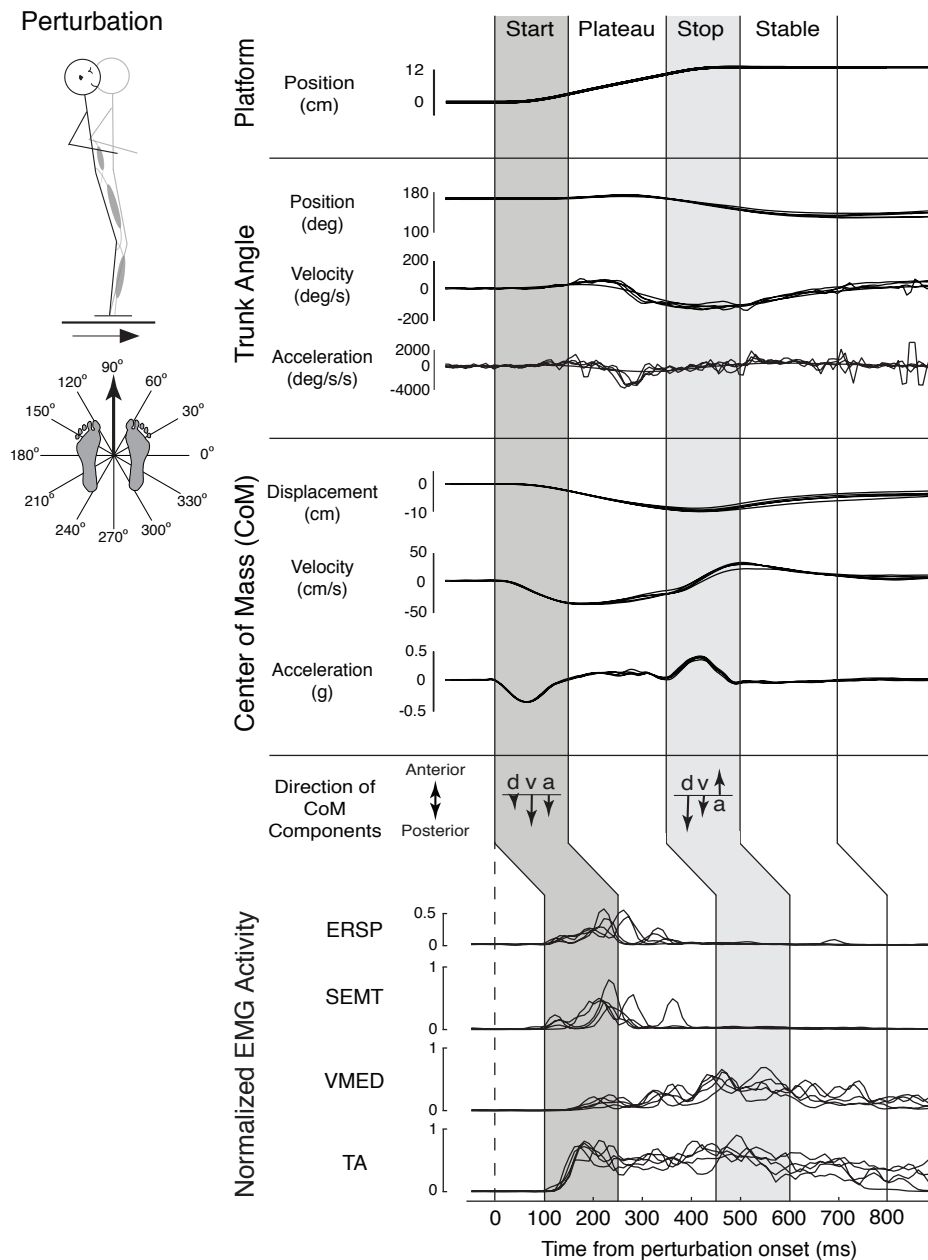 Perturbation
90°
120°
60°
150°
30°
180°
0°
210°
330°
240°
300°
270°
Start
Plateau
Stop
Stable
Platform
Position
(cm)
12
0
Trunk Angle
Position
(deg)
180
100
Velocity
(deg/s)
200
0
-200
Acceleration
(deg/s/s)
2000
0
-4000
Center of Mass (CoM)
Displacement
(cm)
0
-10
Velocity
(cm/s)
50
0
-50
Acceleration
(g)
0.5
0
-0.5
Direction of
CoM
Components
Anterior
Posterior
d v a
d v
a
Normalized EMG Activity
ERSP
0.5
0
SEMT
1
0
VMED
1
0
TA
1
0
0 100 200 300 400 500 600 700 800
Time from perturbation onset (ms)